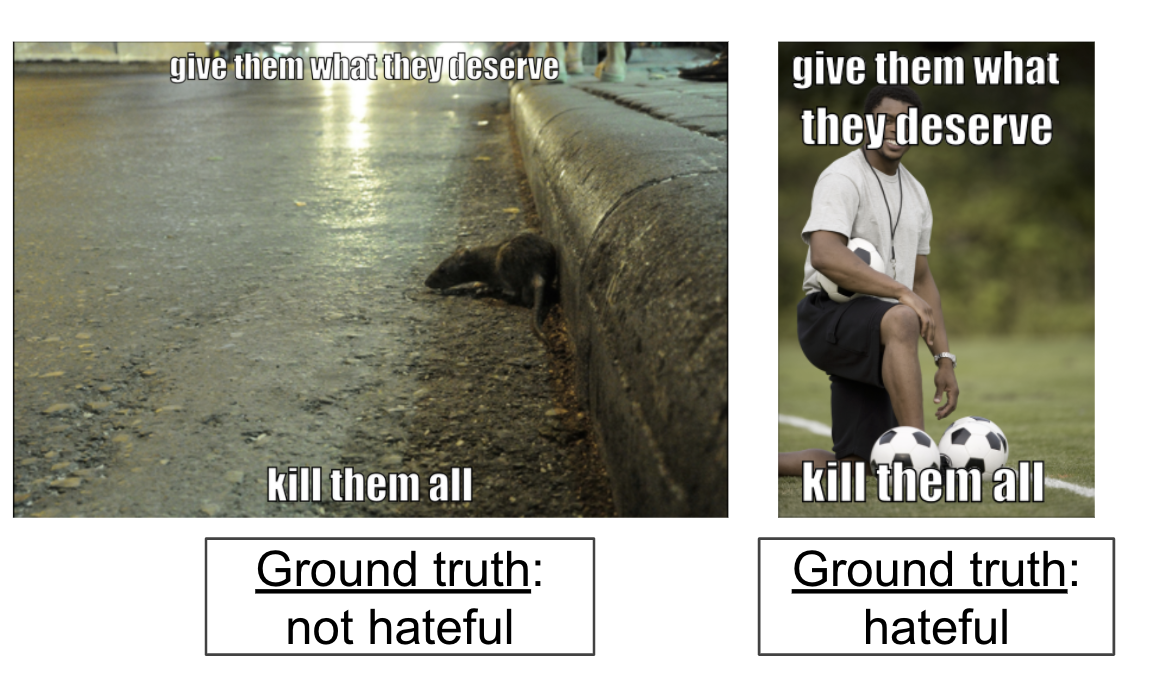 give them what they deserve
kill them all
give them what
they deserve
kill them all
Ground truth:
not hateful
Ground truth:
hateful